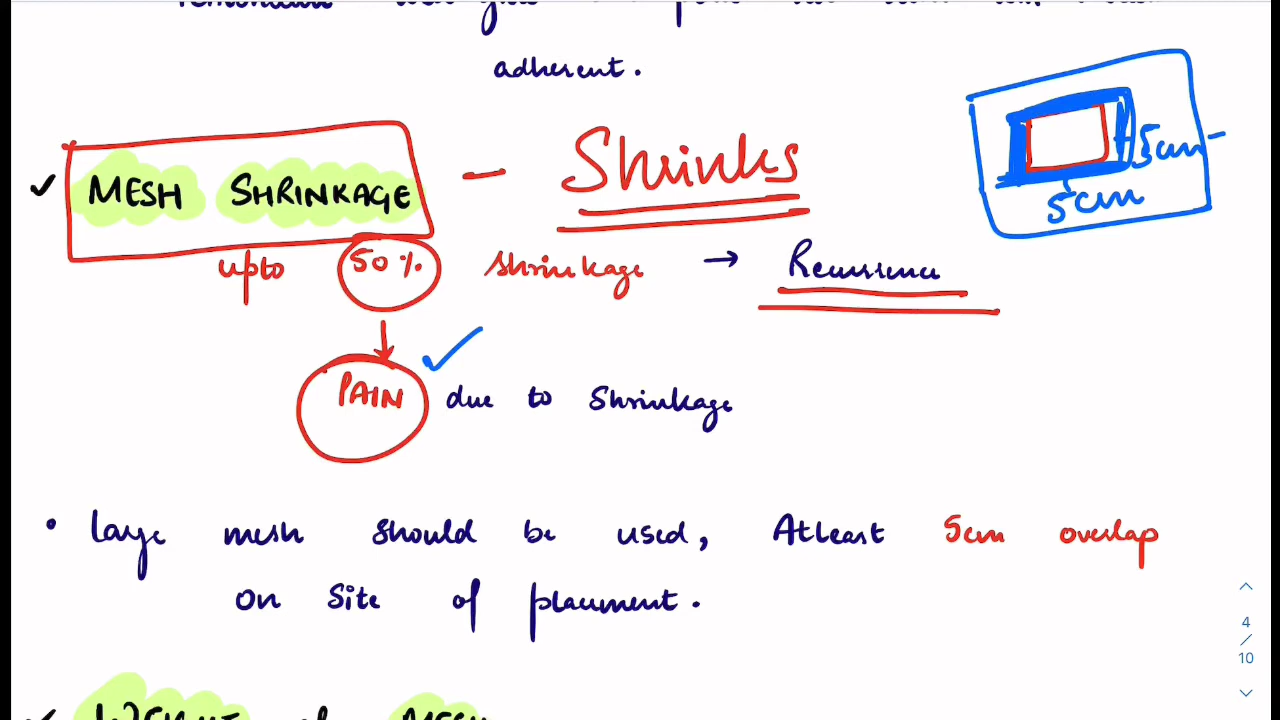 adherent.
✓ MESH SHRINKAGE - Shrinks
5cm
5cm
upto 50% shrinkage → Recurrence
PAIN due to Shrinkage
• large mesh should be used, Atleast 5cm overlap
on site of placement.
4
/
10
MESH